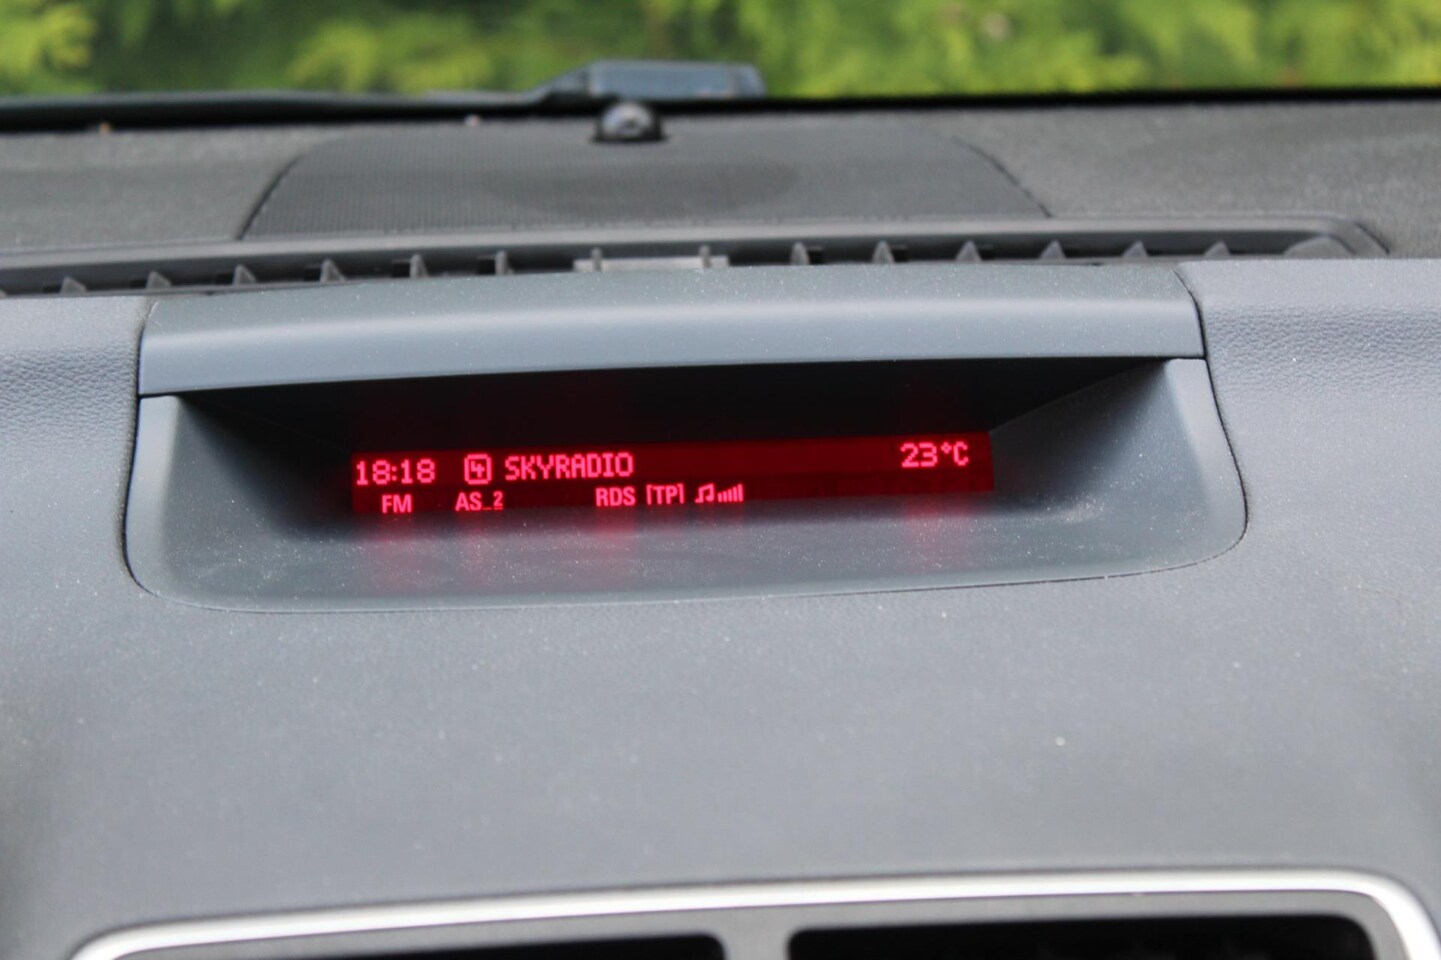 18:18 4 SKYRADIO 23°C
FM AS_2 RDS [TP]